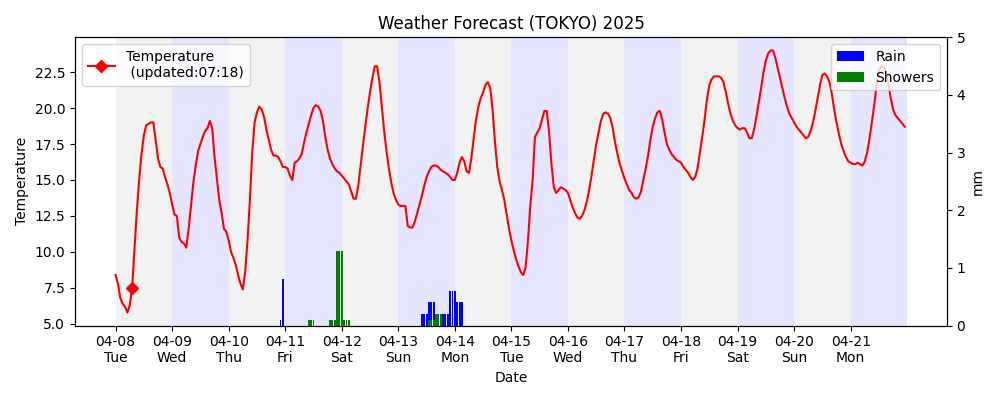 Weather Forecast (TOKYO) 2025
Temperature
(updated:07:18)
Rain
Showers
Temperature
22.5
20.0
17.5
15.0
12.5
10.0
7.5
5.0
5
4
3
2
1
0
mm
04-08 04-09 04-10 04-11 04-12 04-13 04-14 04-15 04-16 04-17 04-18 04-19 04-20 04-21
Tue Wed Thu Fri Sat Sun Mon Tue Wed Thu Fri Sat Sun Mon
Date